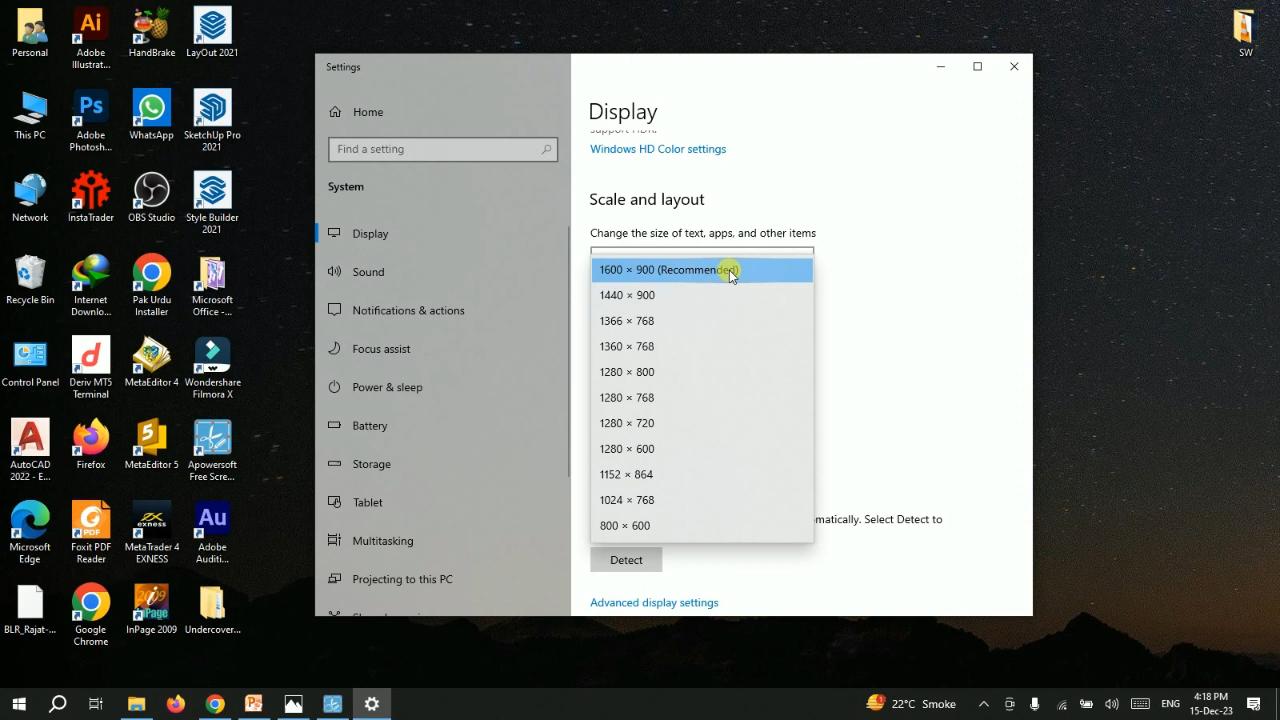 Personal
Adobe
Illustrat...
HandBrake
LayOut 2021
SW
This PC
Adobe
Photosh...
WhatsApp
SketchUp Pro
2021
Network
InstaTrader
OBS Studio
Style Builder
2021
Recycle Bin
Internet
Downlo...
Pak Urdu
Installer
Microsoft
Office -...
Control Panel
Deriv MT5
Terminal
MetaEditor 4
Wondershare
Filmora X
AutoCAD
2022 - E...
Firefox
MetaEditor 5
Apowersoft
Free Scre...
Microsoft
Edge
Foxit PDF
Reader
MetaTrader 4
EXNESS
Adobe
Auditi...
BLR_Rajat-...
Google
Chrome
InPage 2009
Undercover...
Settings
Home
Find a setting
System
Display
Sound
Notifications & actions
Focus assist
Power & sleep
Battery
Storage
Tablet
Multitasking
Projecting to this PC
Display
support HDR.
Windows HD Color settings
Scale and layout
Change the size of text, apps, and other items
1600 × 900 (Recommended)
1440 × 900
1366 × 768
1360 × 768
1280 × 800
1280 × 768
1280 × 720
1280 × 600
1152 × 864
1024 × 768
800 × 600
matically. Select Detect to
Detect
Advanced display settings
22°C Smoke
4:18 PM
15-Dec-23